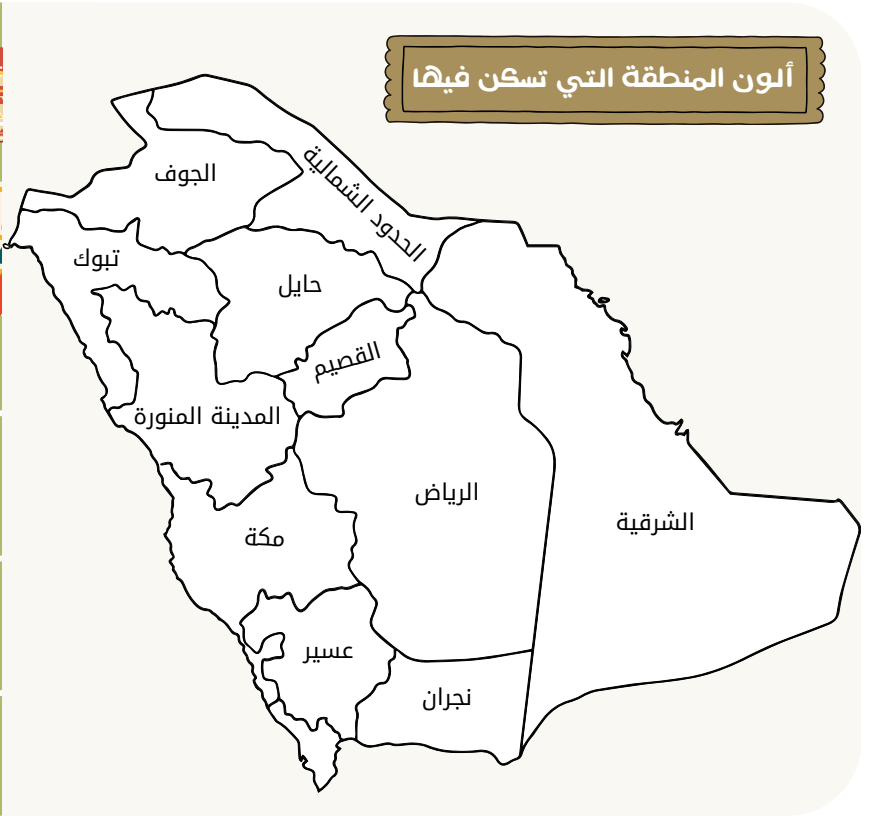 ألون المنطقة التي تسكن فيها
الجوف
الحدود الشمالية
تبوك
حايل
القصيم
المدينة المنورة
الرياض
الشرقية
مكة
عسير
نجران